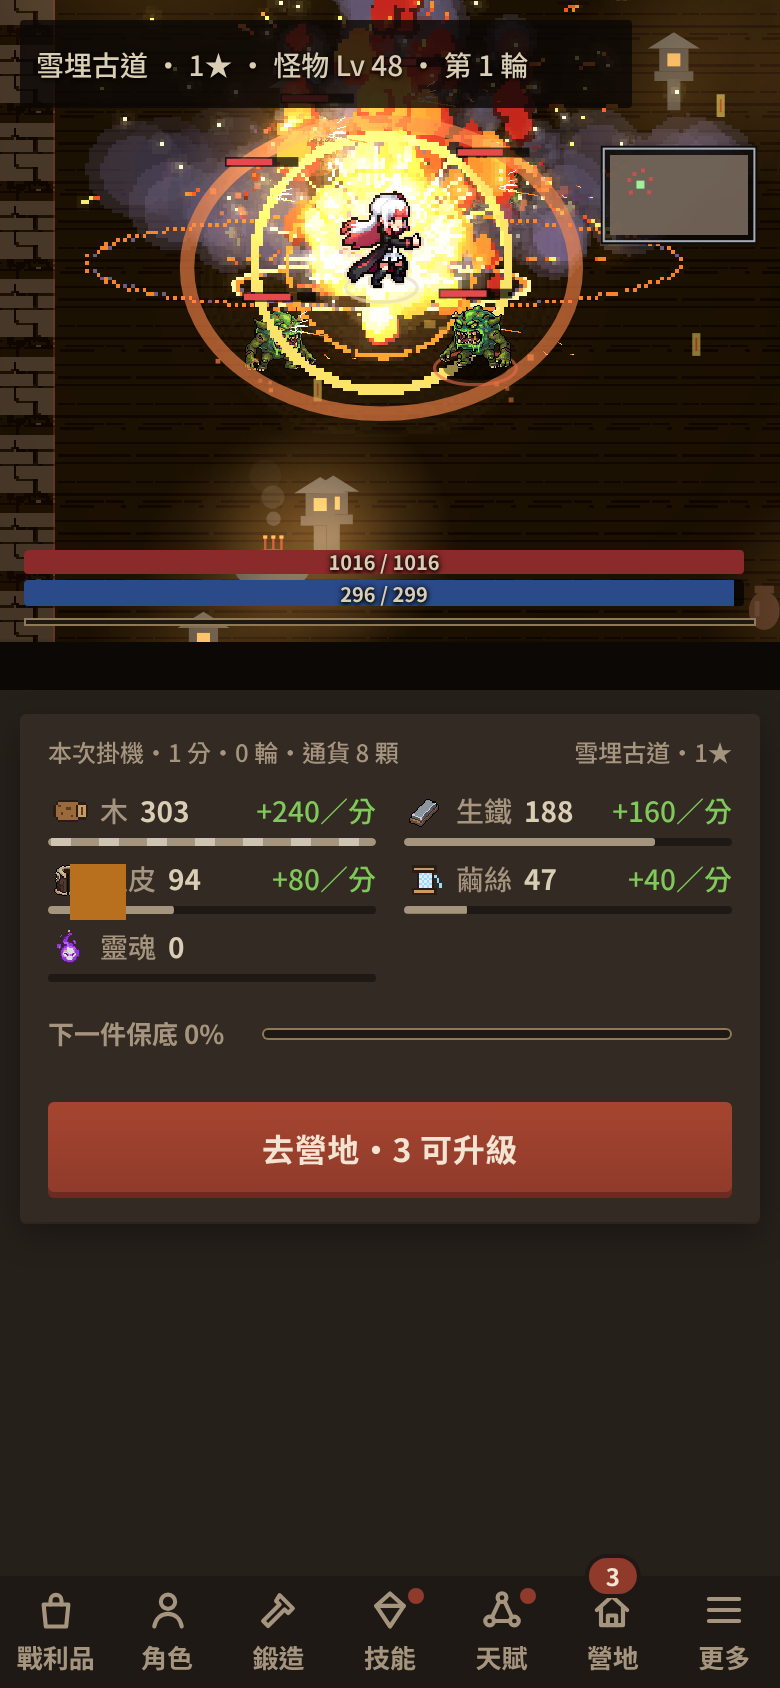 雪埋古道 • 1★ • 怪物 Lv 48 • 第 1 輪
1016 / 1016
296 / 299
本次掛機・1 分・0 輪・通貨 8 顆
雪埋古道・1★
木 303 +240／分
生鐵 188 +160／分
皮 94 +80／分
繭絲 47 +40／分
靈魂 0
下一件保底 0%
去營地・3 可升級
3
戰利品
角色
鍛造
技能
天賦
營地
更多